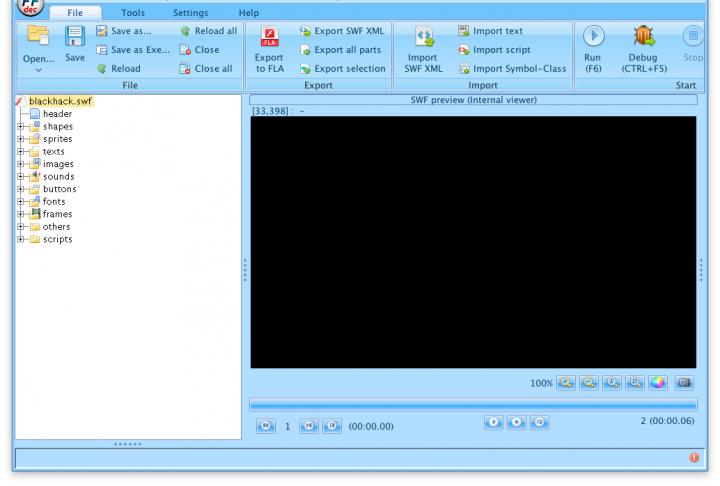 FF
dec
File Tools Settings Help
Open... Save Save as... Reload all
Save as Exe... Close
Reload Close all
File
FLA
Export to FLA
Export SWF XML
Export all parts
Export selection
Export
Import SWF XML
Import text
Import script
Import Symbol-Class
Import
Run (F6)
Debug (CTRL+F5)
Stop
Start
blackhack.swf
header
shapes
sprites
texts
images
sounds
buttons
fonts
frames
others
scripts
SWF preview (Internal viewer)
[33,398] : -
100%
1 (00:00.00) 2 (00:00.06)